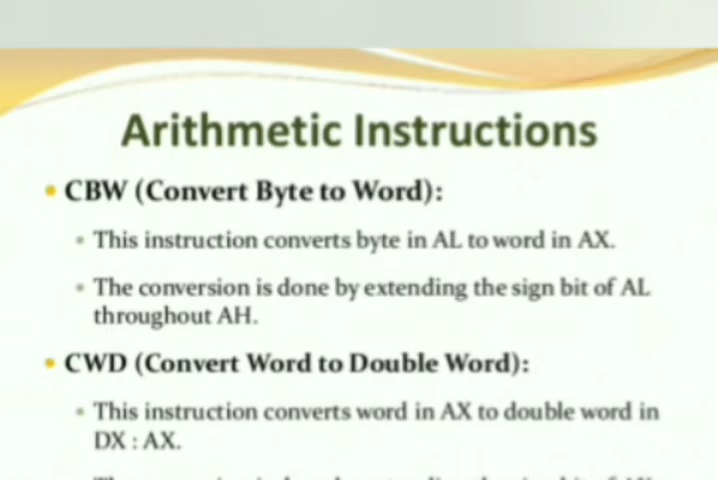 Arithmetic Instructions
• CBW (Convert Byte to Word):
• This instruction converts byte in AL to word in AX.
• The conversion is done by extending the sign bit of AL
throughout AH.
• CWD (Convert Word to Double Word):
• This instruction converts word in AX to double word in
DX : AX.